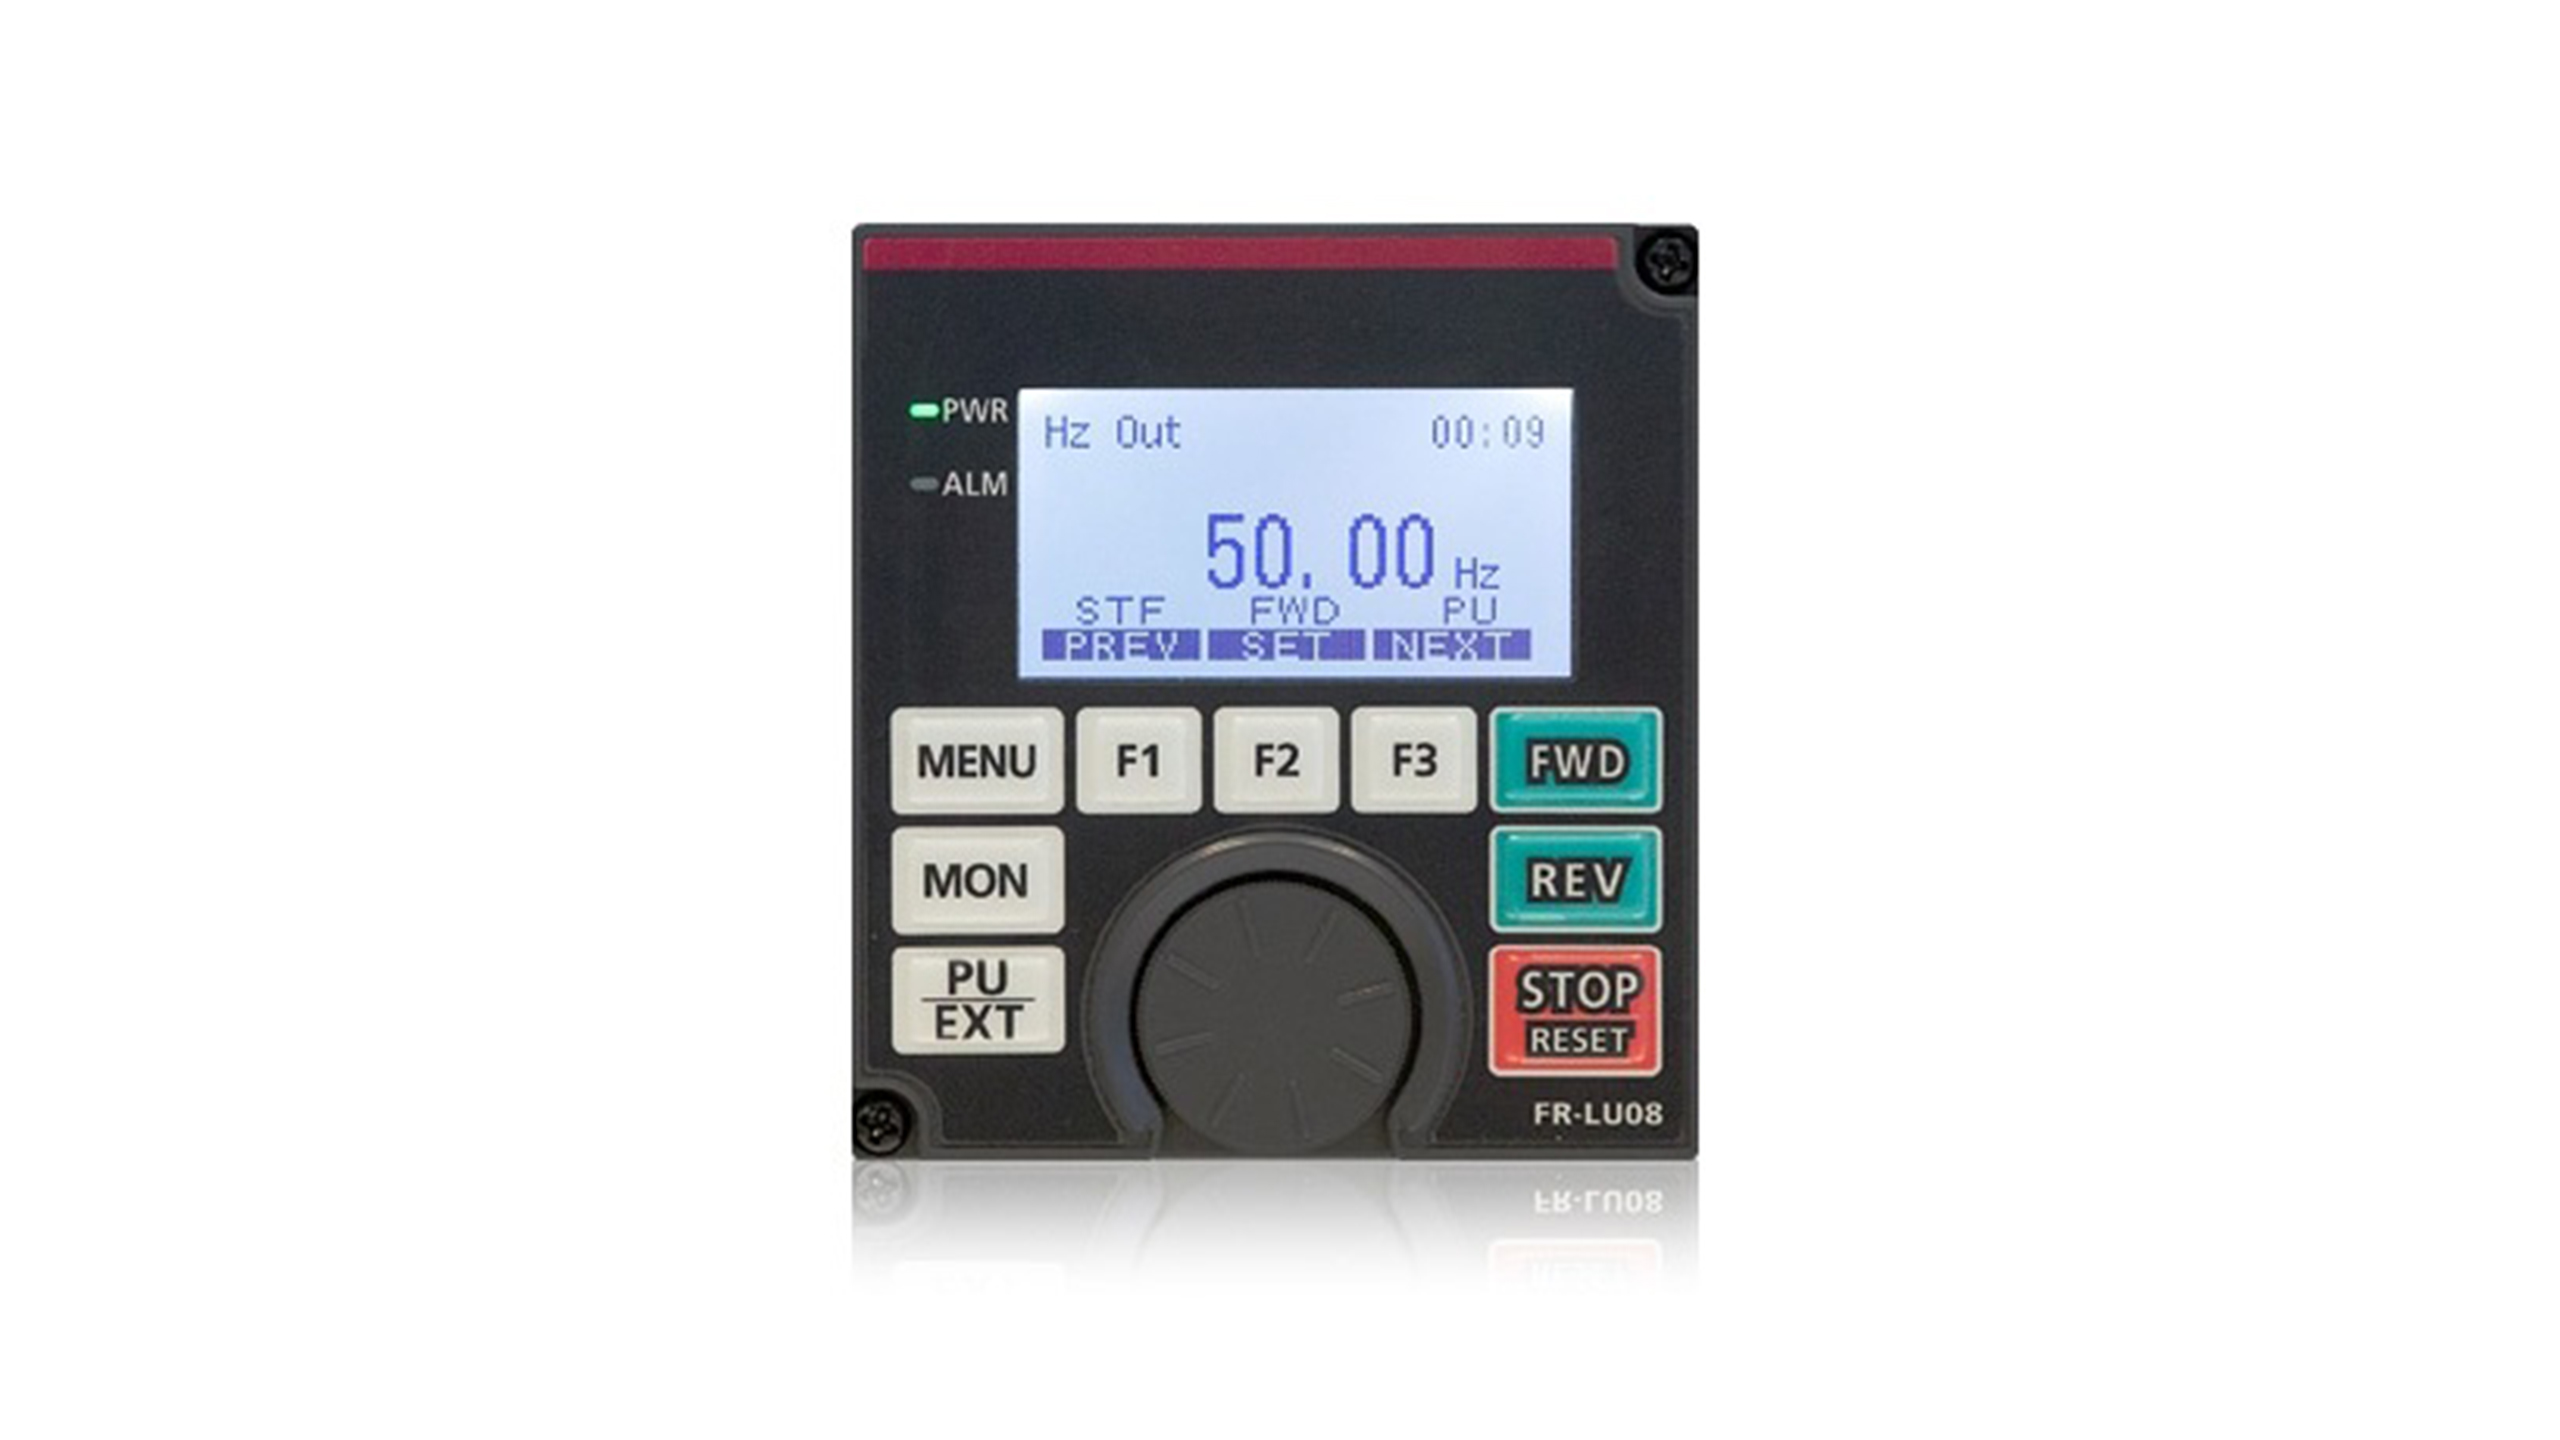 PWR
ALM
Hz Out 00:09
50.00 Hz
STF FWD PU
PREV SET NEXT
MENU F1 F2 F3 FWD
MON REV
PU
EXT
STOP
RESET
FR-LU08